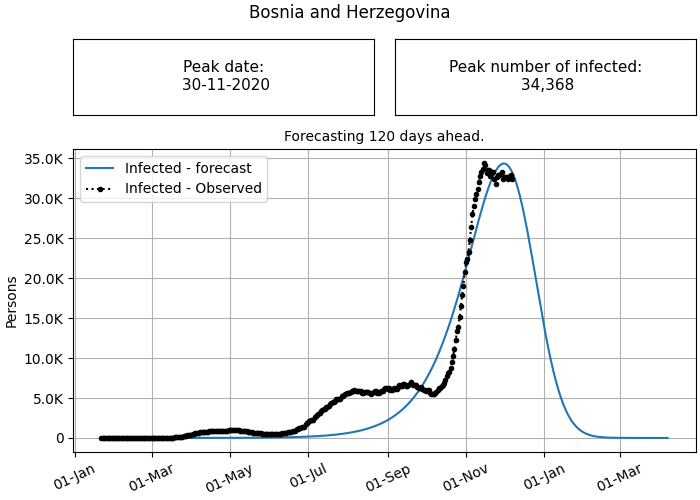 Bosnia and Herzegovina
Peak date:
30-11-2020
Peak number of infected:
34,368
Forecasting 120 days ahead.
Infected - forecast
Infected - Observed
Persons
35.0K
30.0K
25.0K
20.0K
15.0K
10.0K
5.0K
0
01-Jan
01-Mar
01-May
01-Jul
01-Sep
01-Nov
01-Jan
01-Mar